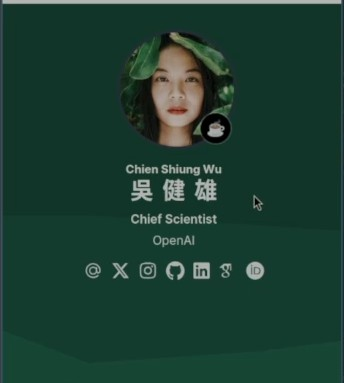 Chien Shiung Wu
吳健雄
Chief Scientist
OpenAI